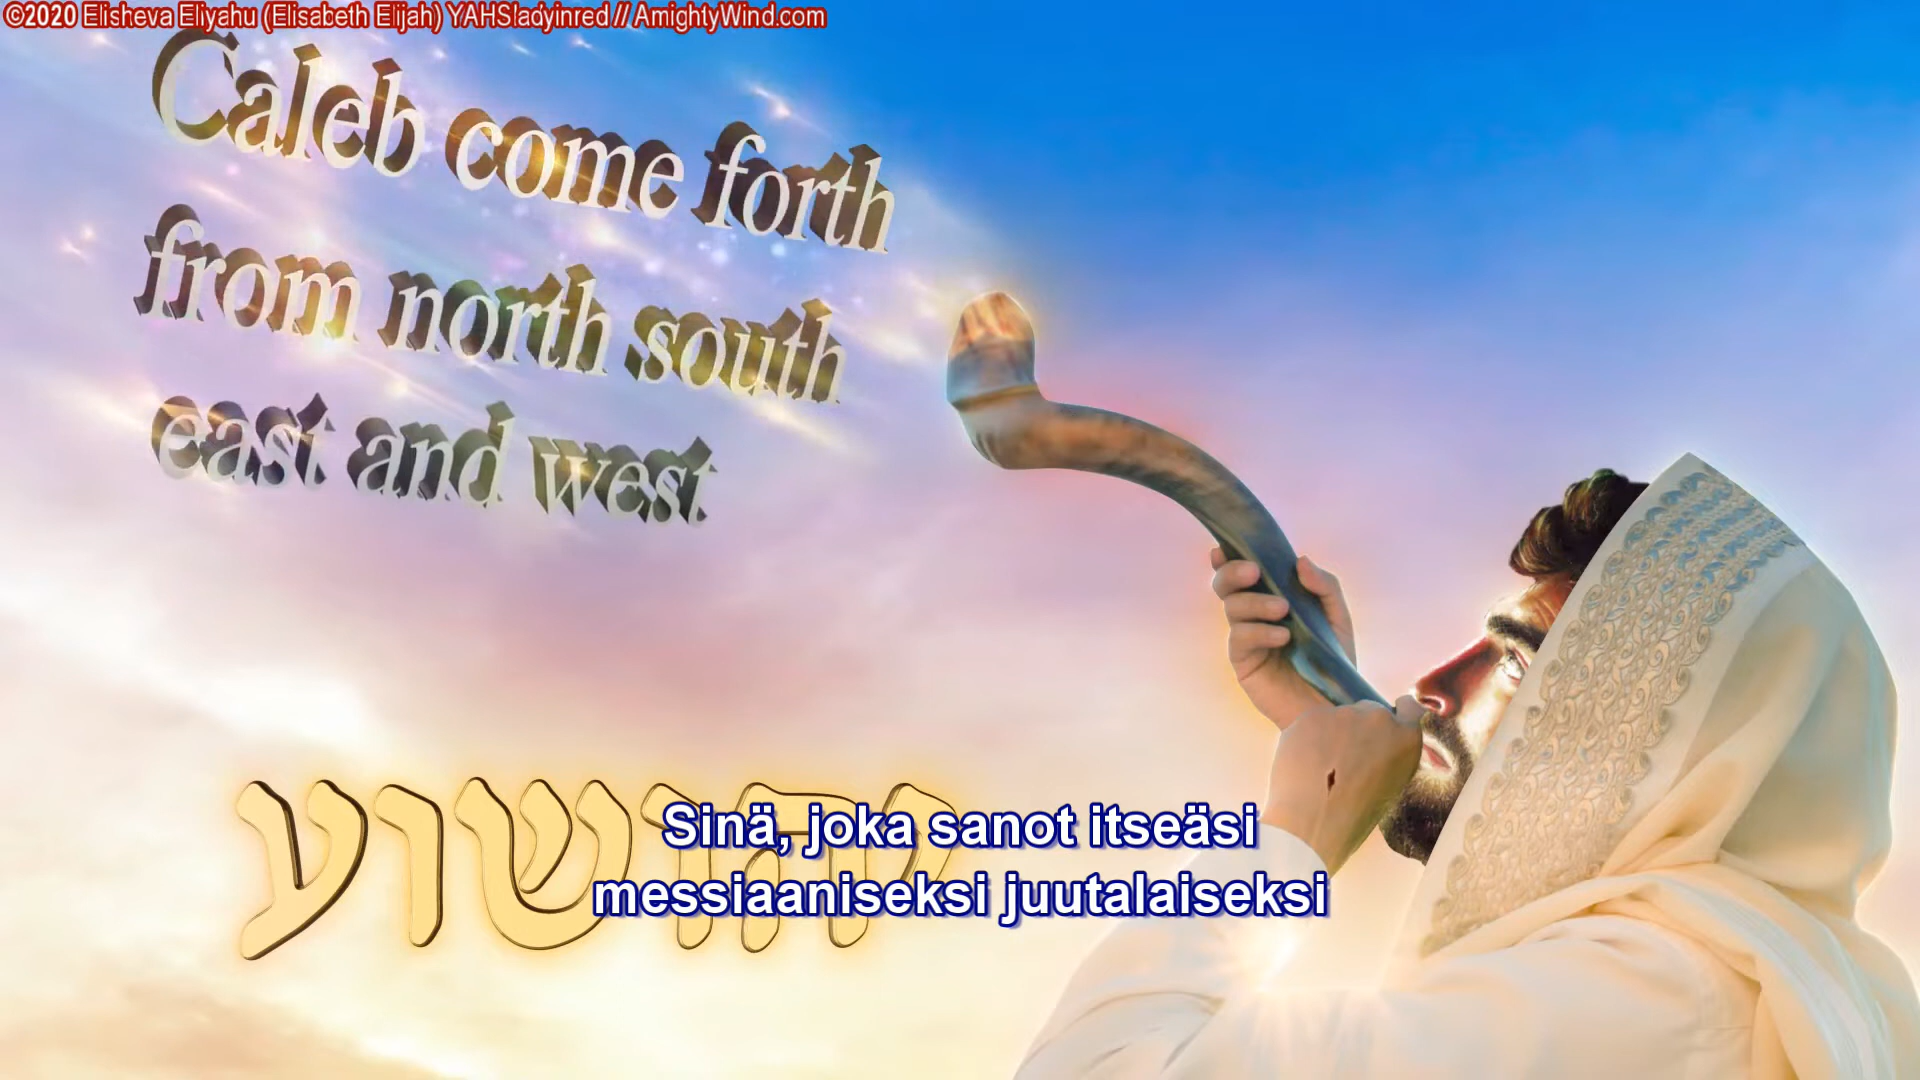 ©2020 Elisheva Eliyahu (Elisabeth Elijah) YAHSladyinred // AmightyWind.com
Caleb come forth
from north south
east and west
יהושוע
Sinä, joka sanot itseäsi
messiaaniseksi juutalaiseksi